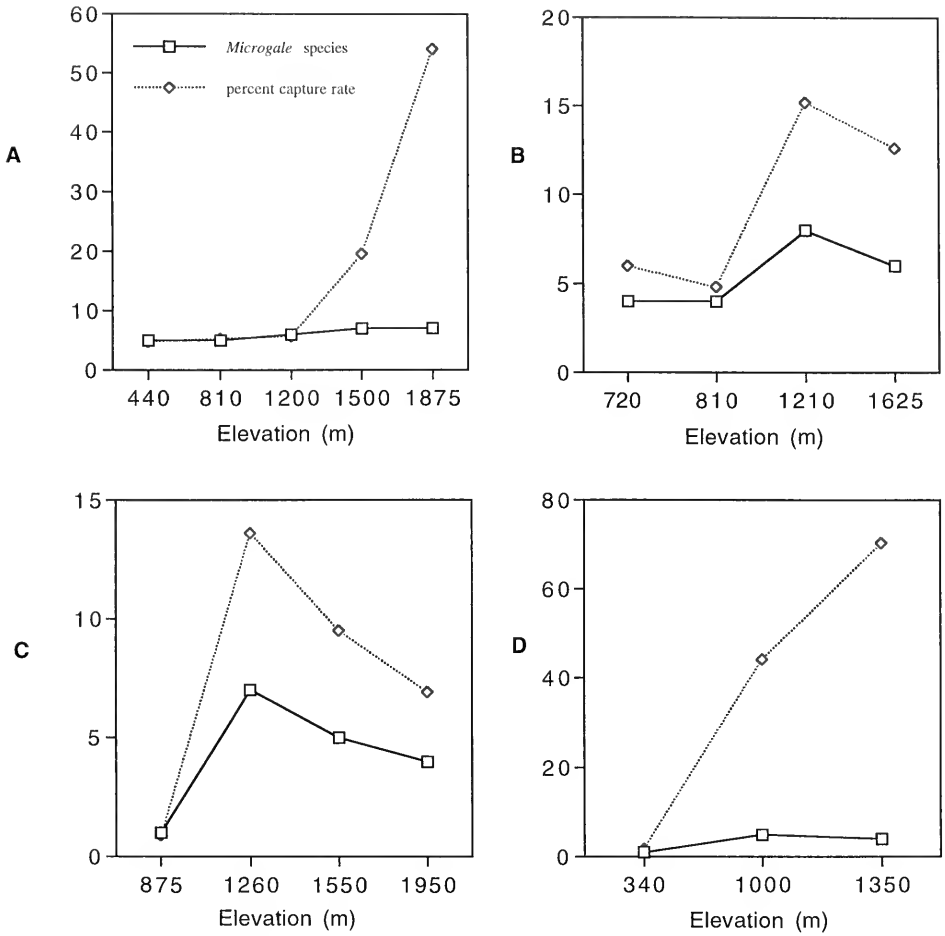 A
60
50
40
30
20
10
0
Microgale species
percent capture rate
440 810 1200 1500 1875
Elevation (m)
B
20
15
10
5
0
720 810 1210 1625
Elevation (m)
C
15
10
5
0
875 1260 1550 1950
Elevation (m)
D
80
60
40
20
0
340 1000 1350
Elevation (m)